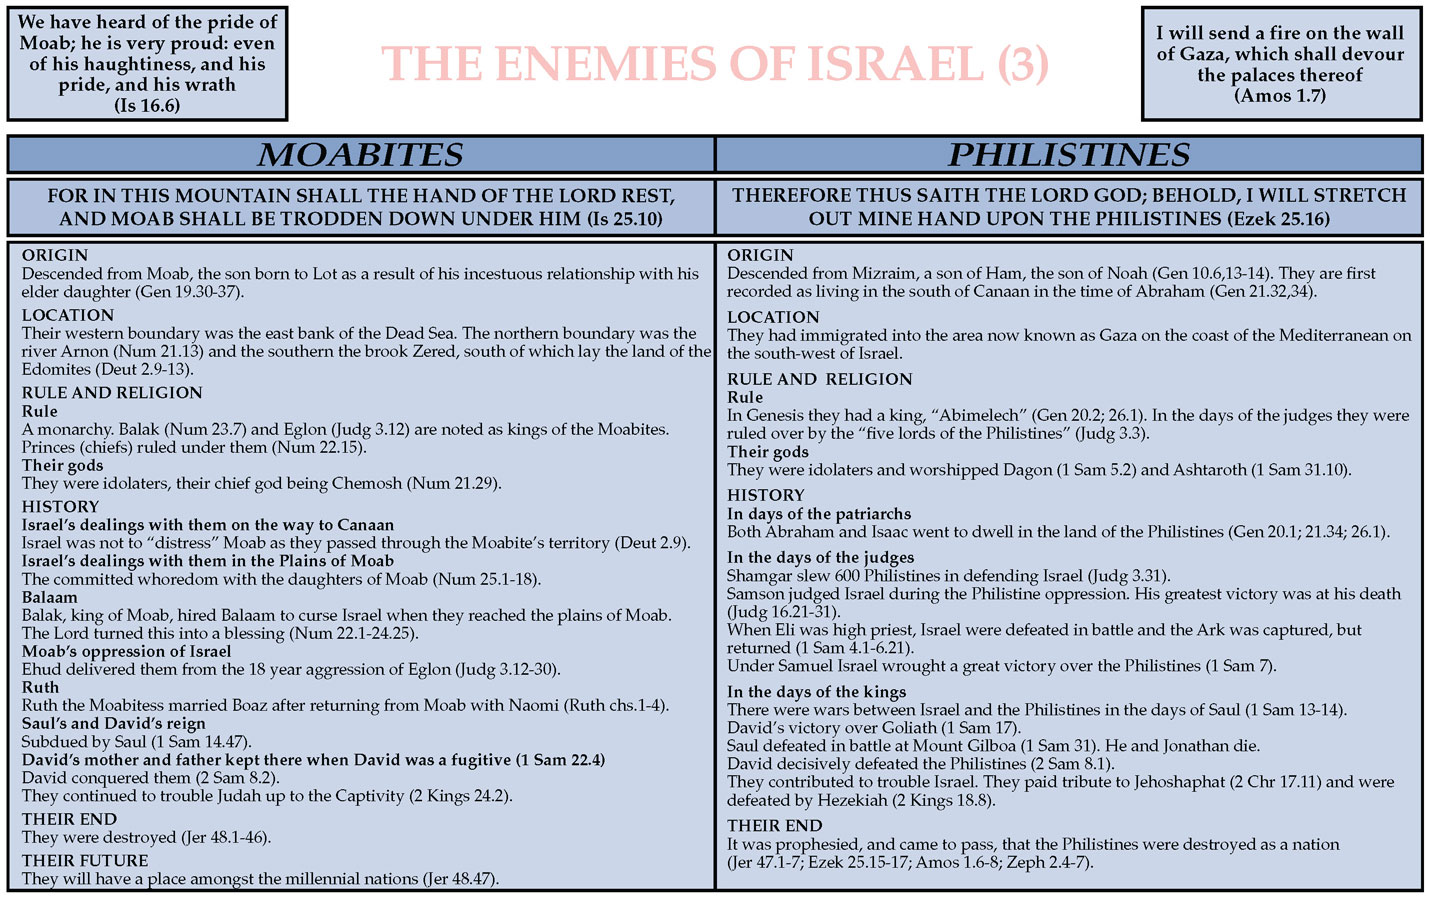 We have heard of the pride of
Moab; he is very proud: even
of his haughtiness, and his
pride, and his wrath
(Is 16.6)
THE ENEMIES OF ISRAEL (3)
I will send a fire on the wall
of Gaza, which shall devour
the palaces thereof
(Amos 1.7)
MOABITES
FOR IN THIS MOUNTAIN SHALL THE HAND OF THE LORD REST,
AND MOAB SHALL BE TRODDEN DOWN UNDER HIM (Is 25.10)
ORIGIN
Descended from Moab, the son born to Lot as a result of his incestuous relationship with his
elder daughter (Gen 19.30-37).
LOCATION
Their western boundary was the east bank of the Dead Sea. The northern boundary was the
river Arnon (Num 21.13) and the southern the brook Zered, south of which lay the land of the
Edomites (Deut 2.9-13).
RULE AND RELIGION
Rule
A monarchy. Balak (Num 23.7) and Eglon (Judg 3.12) are noted as kings of the Moabites.
Princes (chiefs) ruled under them (Num 22.15).
Their gods
They were idolaters, their chief god being Chemosh (Num 21.29).
HISTORY
Israel's dealings with them on the way to Canaan
Israel was not to “distress” Moab as they passed through the Moabite's territory (Deut 2.9).
Israel's dealings with them in the Plains of Moab
The committed whoredom with the daughters of Moab (Num 25.1-18).
Balaam
Balak, king of Moab, hired Balaam to curse Israel when they reached the plains of Moab.
The Lord turned this into a blessing (Num 22.1-24.25).
Moab's oppression of Israel
Ehud delivered them from the 18 year aggression of Eglon (Judg 3.12-30).
Ruth
Ruth the Moabitess married Boaz after returning from Moab with Naomi (Ruth chs.1-4).
Saul's and David's reign
Subdued by Saul (1 Sam 14.47).
David's mother and father kept there when David was a fugitive (1 Sam 22.4)
David conquered them (2 Sam 8.2).
They continued to trouble Judah up to the Captivity (2 Kings 24.2).
THEIR END
They were destroyed (Jer 48.1-46).
THEIR FUTURE
They will have a place amongst the millennial nations (Jer 48.47).
PHILISTINES
THEREFORE THUS SAITH THE LORD GOD; BEHOLD, I WILL STRETCH
OUT MINE HAND UPON THE PHILISTINES (Ezek 25.16)
ORIGIN
Descended from Mizraim, a son of Ham, the son of Noah (Gen 10.6,13-14). They are first
recorded as living in the south of Canaan in the time of Abraham (Gen 21.32,34).
LOCATION
They had immigrated into the area now known as Gaza on the coast of the Mediterranean on
the south-west of Israel.
RULE AND RELIGION
Rule
In Genesis they had a king, “Abimelech” (Gen 20.2; 26.1). In the days of the judges they were
ruled over by the “five lords of the Philistines” (Judg 3.3).
Their gods
They were idolaters and worshipped Dagon (1 Sam 5.2) and Ashtaroth (1 Sam 31.10).
HISTORY
In days of the patriarchs
Both Abraham and Isaac went to dwell in the land of the Philistines (Gen 20.1; 21.34; 26.1).
In the days of the judges
Shamgar slew 600 Philistines in defending Israel (Judg 3.31).
Samson judged Israel during the Philistine oppression. His greatest victory was at his death
(Judg 16.21-31).
When Eli was high priest, Israel were defeated in battle and the Ark was captured, but
returned (1 Sam 4.1-6.21).
Under Samuel Israel wrought a great victory over the Philistines (1 Sam 7).
In the days of the kings
There were wars between Israel and the Philistines in the days of Saul (1 Sam 13-14).
David's victory over Goliath (1 Sam 17).
Saul defeated in battle at Mount Gilboa (1 Sam 31). He and Jonathan die.
David decisively defeated the Philistines (2 Sam 8.1).
They contributed to trouble Israel. They paid tribute to Jehoshaphat (2 Chr 17.11) and were
defeated by Hezekiah (2 Kings 18.8).
THEIR END
It was prophesied, and came to pass, that the Philistines were destroyed as a nation
(Jer 47.1-7; Ezek 25.15-17; Amos 1.6-8; Zeph 2.4-7).